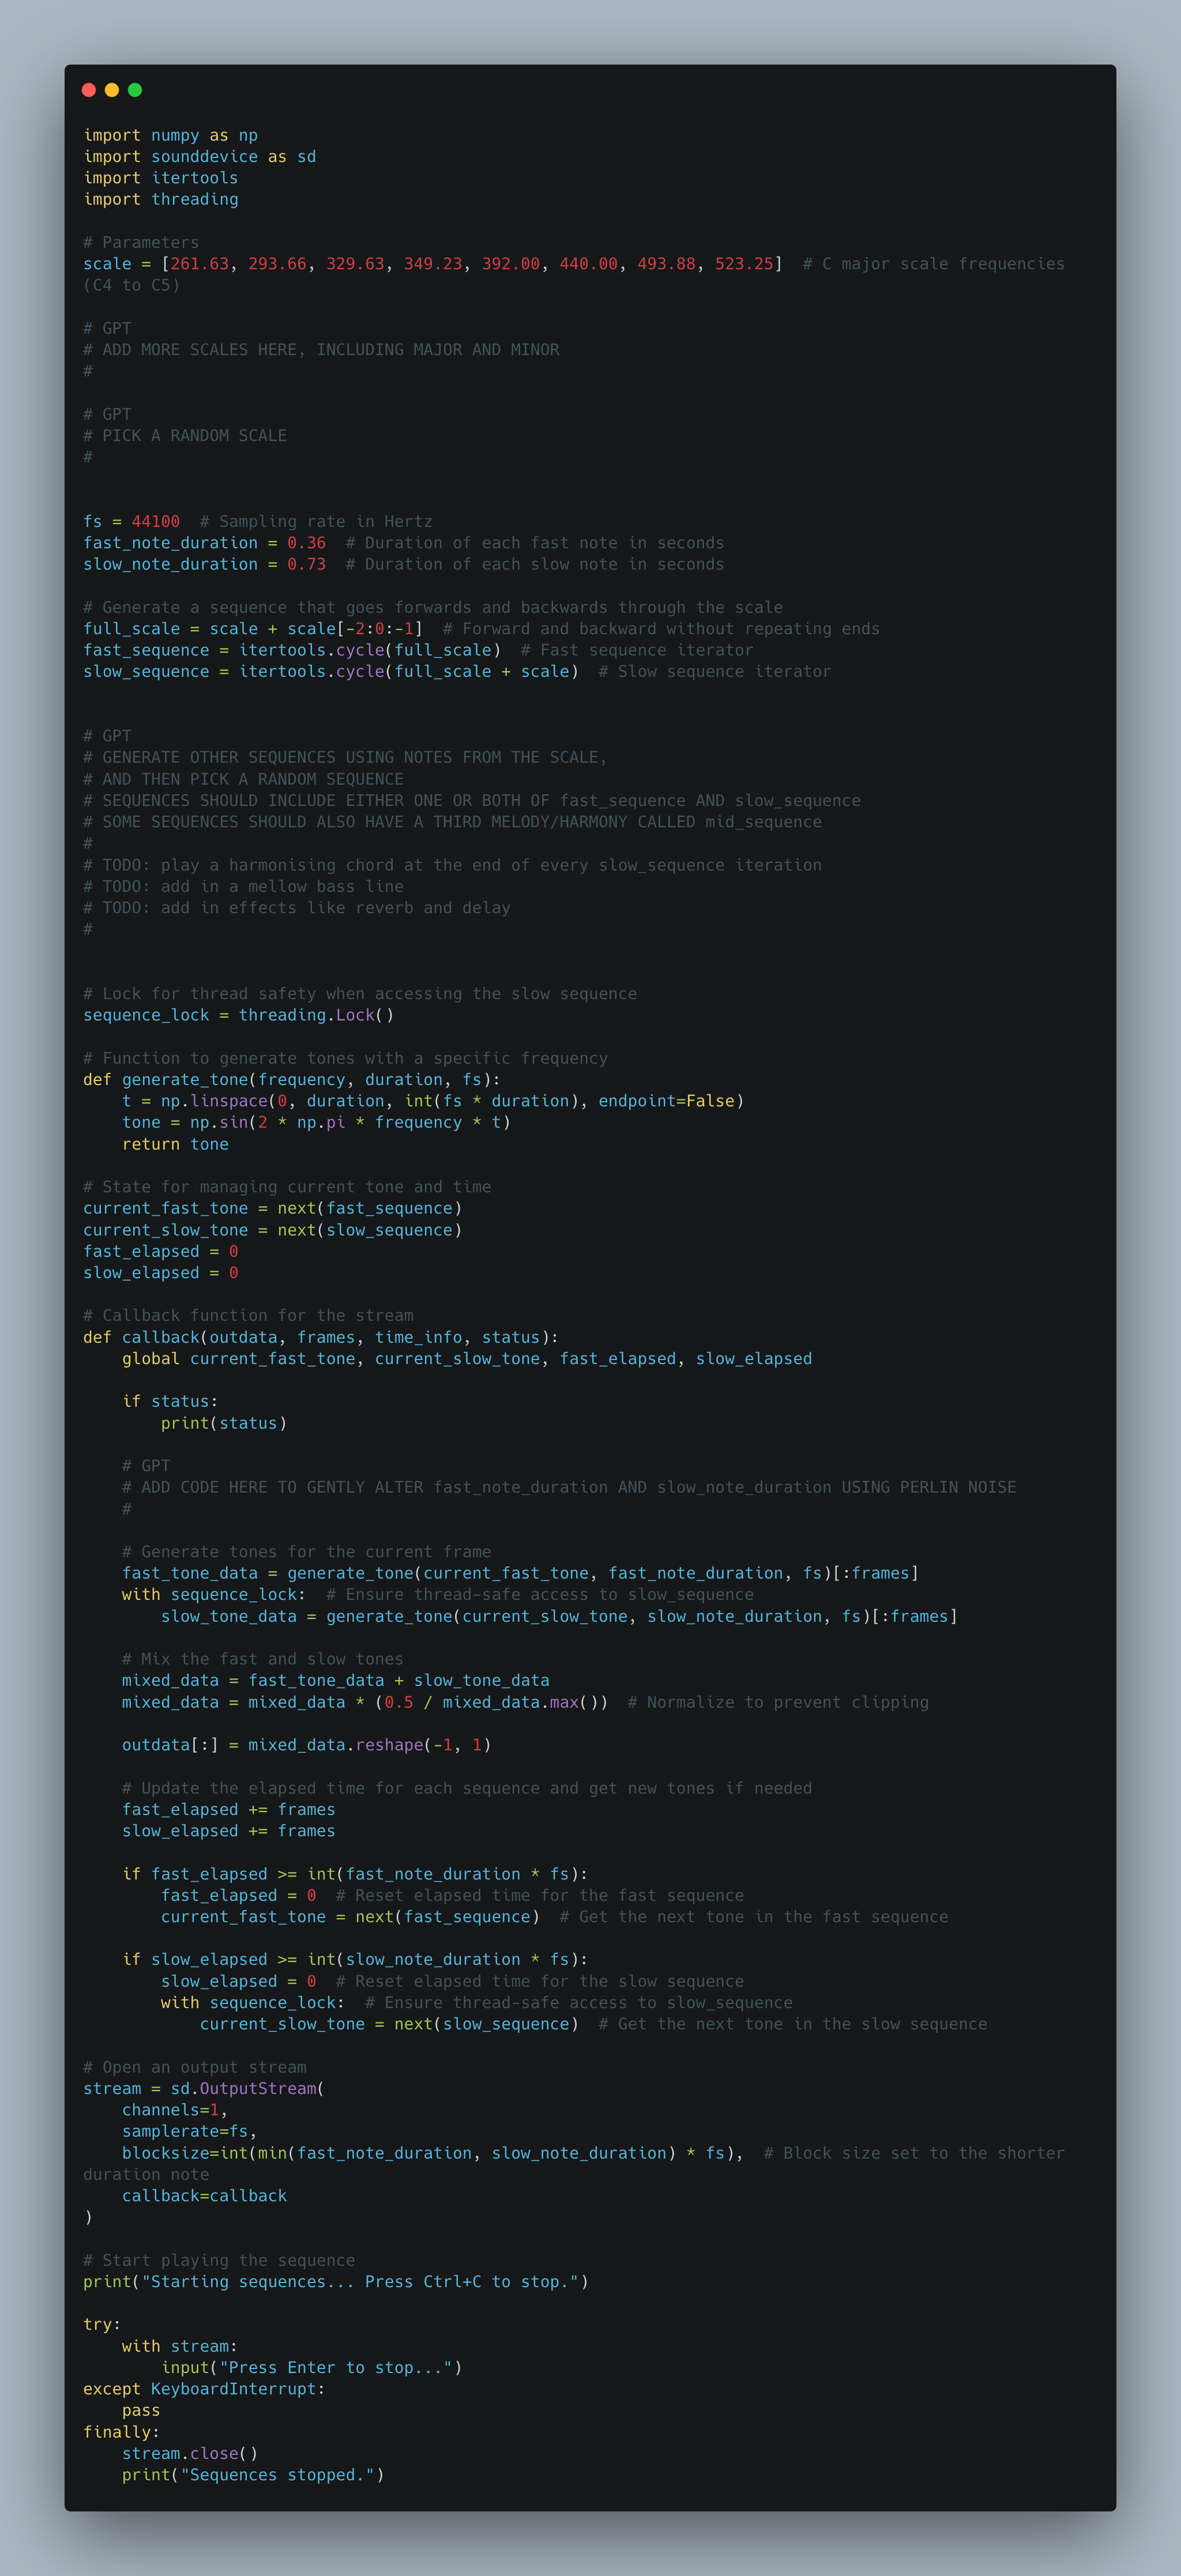 import numpy as np
import sounddevice as sd
import itertools
import threading

# Parameters
scale = [261.63, 293.66, 329.63, 349.23, 392.00, 440.00, 493.88, 523.25]  # C major scale frequencies
(C4 to C5)

# GPT
# ADD MORE SCALES HERE, INCLUDING MAJOR AND MINOR
#

# GPT
# PICK A RANDOM SCALE
#


fs = 44100  # Sampling rate in Hertz
fast_note_duration = 0.36  # Duration of each fast note in seconds
slow_note_duration = 0.73  # Duration of each slow note in seconds

# Generate a sequence that goes forwards and backwards through the scale
full_scale = scale + scale[-2:0:-1]  # Forward and backward without repeating ends
fast_sequence = itertools.cycle(full_scale)  # Fast sequence iterator
slow_sequence = itertools.cycle(full_scale + scale)  # Slow sequence iterator


# GPT
# GENERATE OTHER SEQUENCES USING NOTES FROM THE SCALE,
# AND THEN PICK A RANDOM SEQUENCE
# SEQUENCES SHOULD INCLUDE EITHER ONE OR BOTH OF fast_sequence AND slow_sequence
# SOME SEQUENCES SHOULD ALSO HAVE A THIRD MELODY/HARMONY CALLED mid_sequence
#
# TODO: play a harmonising chord at the end of every slow_sequence iteration
# TODO: add in a mellow bass line
# TODO: add in effects like reverb and delay
#


# Lock for thread safety when accessing the slow sequence
sequence_lock = threading.Lock()

# Function to generate tones with a specific frequency
def generate_tone(frequency, duration, fs):
    t = np.linspace(0, duration, int(fs * duration), endpoint=False)
    tone = np.sin(2 * np.pi * frequency * t)
    return tone

# State for managing current tone and time
current_fast_tone = next(fast_sequence)
current_slow_tone = next(slow_sequence)
fast_elapsed = 0
slow_elapsed = 0

# Callback function for the stream
def callback(outdata, frames, time_info, status):
    global current_fast_tone, current_slow_tone, fast_elapsed, slow_elapsed

    if status:
        print(status)

    # GPT
    # ADD CODE HERE TO GENTLY ALTER fast_note_duration AND slow_note_duration USING PERLIN NOISE
    #

    # Generate tones for the current frame
    fast_tone_data = generate_tone(current_fast_tone, fast_note_duration, fs)[:frames]
    with sequence_lock:  # Ensure thread-safe access to slow_sequence
        slow_tone_data = generate_tone(current_slow_tone, slow_note_duration, fs)[:frames]

    # Mix the fast and slow tones
    mixed_data = fast_tone_data + slow_tone_data
    mixed_data = mixed_data * (0.5 / mixed_data.max())  # Normalize to prevent clipping

    outdata[:] = mixed_data.reshape(-1, 1)

    # Update the elapsed time for each sequence and get new tones if needed
    fast_elapsed += frames
    slow_elapsed += frames

    if fast_elapsed >= int(fast_note_duration * fs):
        fast_elapsed = 0  # Reset elapsed time for the fast sequence
        current_fast_tone = next(fast_sequence)  # Get the next tone in the fast sequence

    if slow_elapsed >= int(slow_note_duration * fs):
        slow_elapsed = 0  # Reset elapsed time for the slow sequence
        with sequence_lock:  # Ensure thread-safe access to slow_sequence
            current_slow_tone = next(slow_sequence)  # Get the next tone in the slow sequence

# Open an output stream
stream = sd.OutputStream(
    channels=1,
    samplerate=fs,
    blocksize=int(min(fast_note_duration, slow_note_duration) * fs),  # Block size set to the shorter
duration note
    callback=callback
)

# Start playing the sequence
print("Starting sequences... Press Ctrl+C to stop.")

try:
    with stream:
        input("Press Enter to stop...")
except KeyboardInterrupt:
    pass
finally:
    stream.close()
    print("Sequences stopped.")